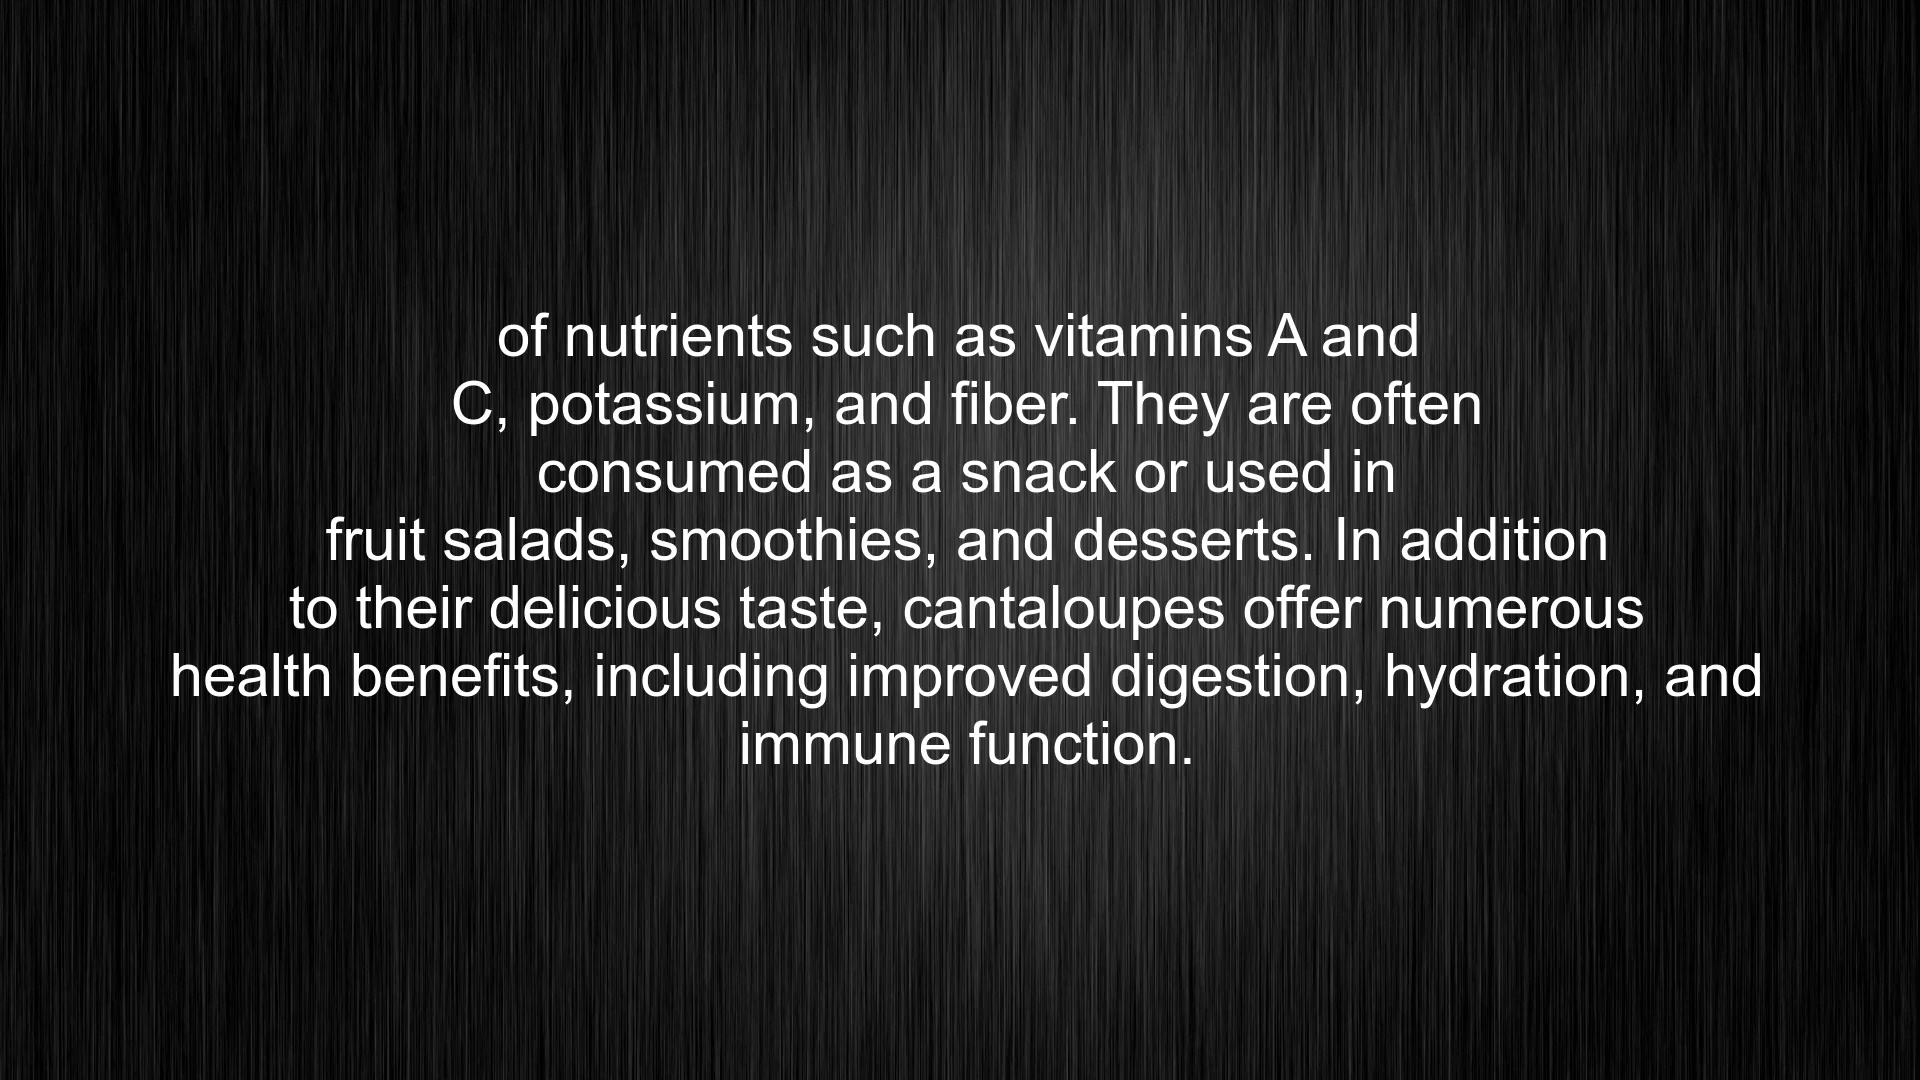 of nutrients such as vitamins A and
C, potassium, and fiber. They are often
consumed as a snack or used in
fruit salads, smoothies, and desserts. In addition
to their delicious taste, cantaloupes offer numerous
health benefits, including improved digestion, hydration, and
immune function.